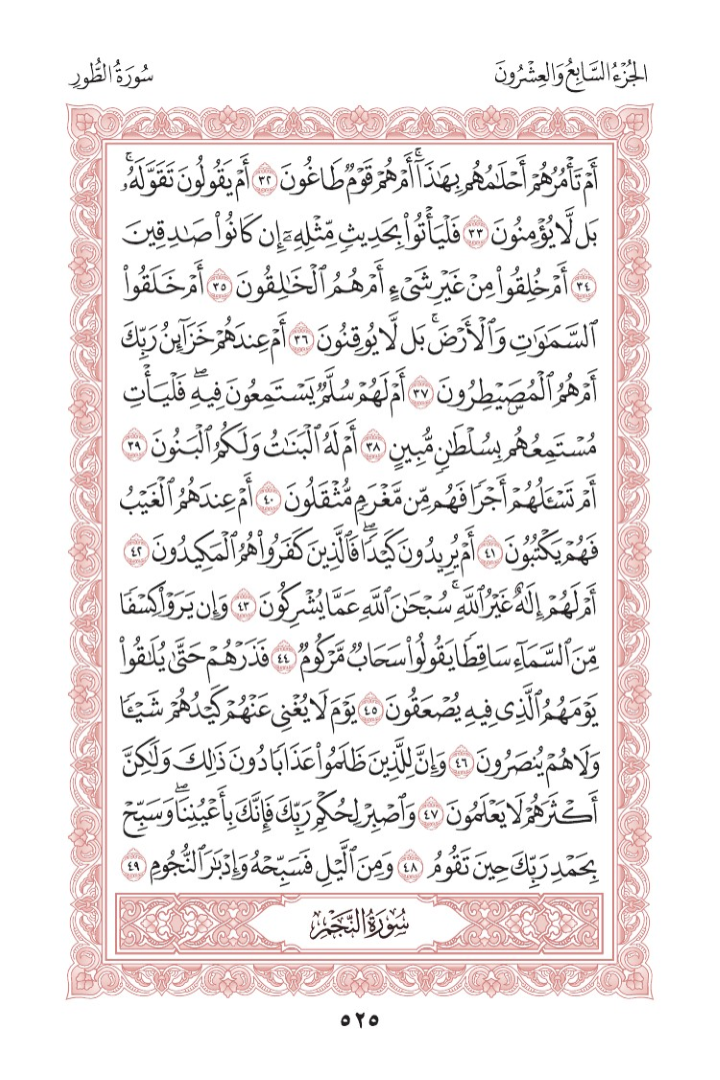 الجُزْءُ السَّابِعُ وَالعِشْرُونَ
سُورَةُ الطُّورِ
أَمۡ تَأۡمُرُهُمۡ أَحۡلَٰمُهُم بِهَٰذَآۚ أَمۡ هُمۡ قَوۡمٞ طَاغُونَ ٣٢ أَمۡ يَقُولُونَ تَقَوَّلَهُۥۚ
بَل لَّا يُؤۡمِنُونَ ٣٣ فَلۡيَأۡتُواْ بِحَدِيثٖ مِّثۡلِهِۦٓ إِن كَانُواْ صَٰدِقِينَ
٣٤ أَمۡ خُلِقُواْ مِنۡ غَيۡرِ شَيۡءٍ أَمۡ هُمُ ٱلۡخَٰلِقُونَ ٣٥ أَمۡ خَلَقُواْ
ٱلسَّمَٰوَٰتِ وَٱلۡأَرۡضَۚ بَل لَّا يُوقِنُونَ ٣٦ أَمۡ عِندَهُمۡ خَزَآئِنُ رَبِّكَ
أَمۡ هُمُ ٱلۡمُصَۜيۡطِرُونَ ٣٧ أَمۡ لَهُمۡ سُلَّمٞ يَسۡتَمِعُونَ فِيهِۖ فَلۡيَأۡتِ
مُسۡتَمِعُهُم بِسُلۡطَٰنٖ مُّبِينٍ ٣٨ أَمۡ لَهُ ٱلۡبَنَٰتُ وَلَكُمُ ٱلۡبَنُونَ ٣٩
أَمۡ تَسۡـَٔلُهُمۡ أَجۡرٗا فَهُم مِّن مَّغۡرَمٖ مُّثۡقَلُونَ ٤٠ أَمۡ عِندَهُمُ ٱلۡغَيۡبُ
فَهُمۡ يَكۡتُبُونَ ٤١ أَمۡ يُرِيدُونَ كَيۡدٗاۖ فَٱلَّذِينَ كَفَرُواْ هُمُ ٱلۡمَكِيدُونَ ٤٢
أَمۡ لَهُمۡ إِلَٰهٌ غَيۡرُ ٱللَّهِۚ سُبۡحَٰنَ ٱللَّهِ عَمَّا يُشۡرِكُونَ ٤٣ وَإِن يَرَوۡاْ كِسۡفٗا
مِّنَ ٱلسَّمَآءِ سَاقِطٗا يَقُولُواْ سَحَابٞ مَّرۡكُومٞ ٤٤ فَذَرۡهُمۡ حَتَّىٰ يُلَٰقُواْ
يَوۡمَهُمُ ٱلَّذِي فِيهِ يُصۡعَقُونَ ٤٥ يَوۡمَ لَا يُغۡنِي عَنۡهُمۡ كَيۡدُهُمۡ شَيۡـٔٗا
وَلَا هُمۡ يُنصَرُونَ ٤٦ وَإِنَّ لِلَّذِينَ ظَلَمُواْ عَذَابٗا دُونَ ذَٰلِكَ وَلَٰكِنَّ
أَكۡثَرَهُمۡ لَا يَعۡلَمُونَ ٤٧ وَٱصۡبِرۡ لِحُكۡمِ رَبِّكَ فَإِنَّكَ بِأَعۡيُنِنَاۖ وَسَبِّحۡ
بِحَمۡدِ رَبِّكَ حِينَ تَقُومُ ٤٨ وَمِنَ ٱلَّيۡلِ فَسَبِّحۡهُ وَإِدۡبَٰرَ ٱلنُّجُومِ ٤٩
سُورَةُ النَّجۡمِ
٥٢٥